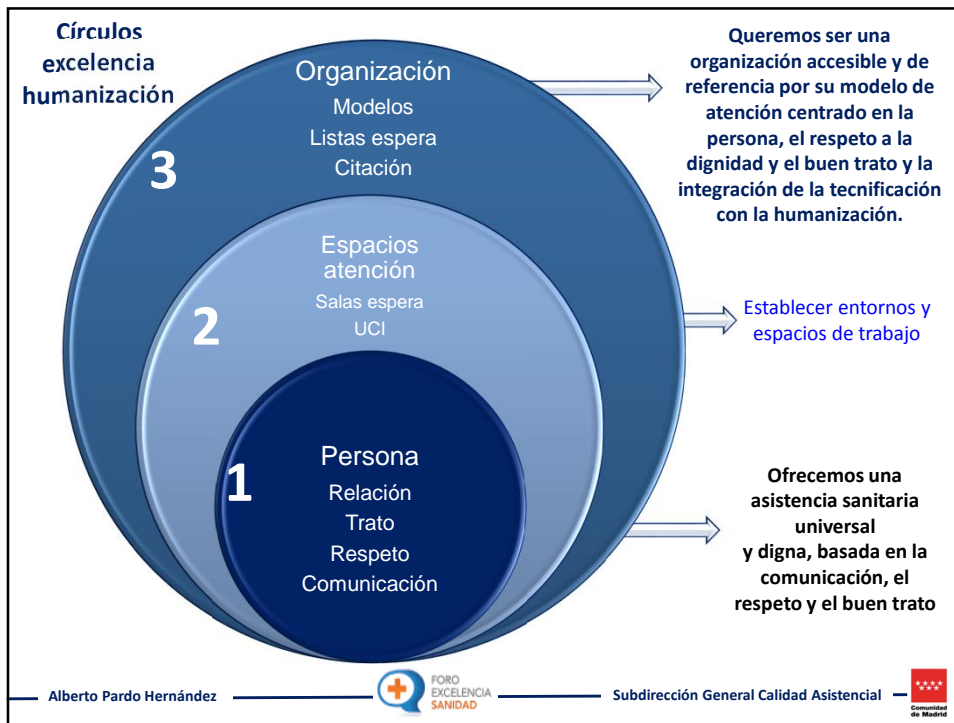 Círculos
excelencia
humanización
Organización
Modelos
Listas espera
Citación
3
Queremos ser una
organización accesible y de
referencia por su modelo de
atención centrado en la
persona, el respeto a la
dignidad y el buen trato y la
integración de la tecnificación
con la humanización.
Espacios
atención
Salas espera
UCI
2
Establecer entornos y
espacios de trabajo
Persona
1
Relación
Trato
Respeto
Comunicación
Ofrecemos una
asistencia sanitaria
universal
y digna, basada en la
comunicación, el
respeto y el buen trato
Alberto Pardo Hernández
FORO
EXCELENCIA
SANIDAD
Subdirección General Calidad Asistencial
Comunidad
de Madrid